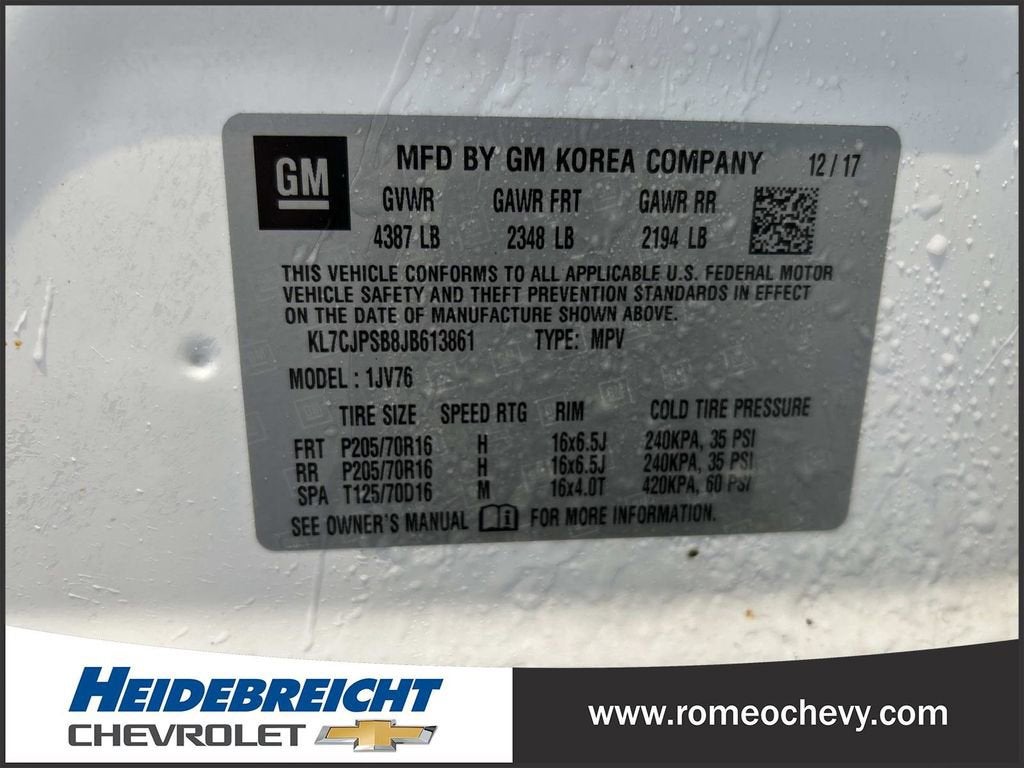 GM
MFD BY GM KOREA COMPANY 12/17
GVWR GAWR FRT GAWR RR
4387 LB 2348 LB 2194 LB
THIS VEHICLE CONFORMS TO ALL APPLICABLE U.S. FEDERAL MOTOR
VEHICLE SAFETY AND THEFT PREVENTION STANDARDS IN EFFECT
ON THE DATE OF MANUFACTURE SHOWN ABOVE.
KL7CJPSB8JB613861 TYPE: MPV
MODEL : 1JV76
TIRE SIZE SPEED RTG RIM COLD TIRE PRESSURE
FRT P205/70R16 H 16x6.5J 240KPA, 35 PSI
RR P205/70R16 H 16x6.5J 240KPA, 35 PSI
SPA T125/70D16 M 16x4.0T 420KPA, 60 PSI
SEE OWNER'S MANUAL FOR MORE INFORMATION.
HEIDEBREICHT
CHEVROLET
www.romeochevy.com